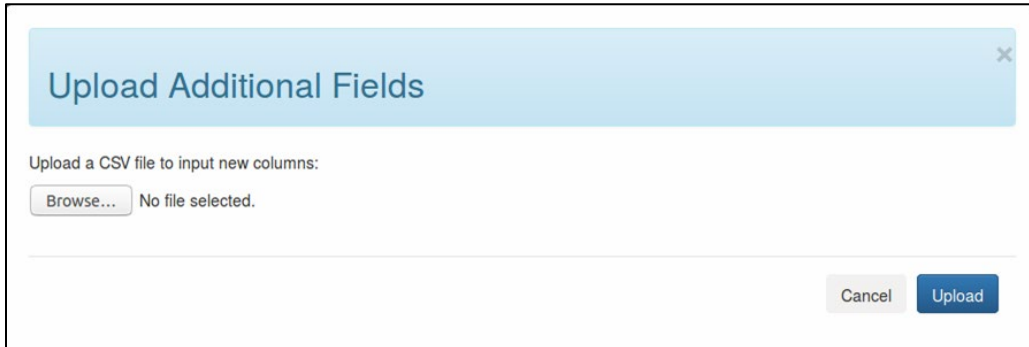 Upload Additional Fields
×
Upload a CSV file to input new columns:
Browse... No file selected.
Cancel Upload